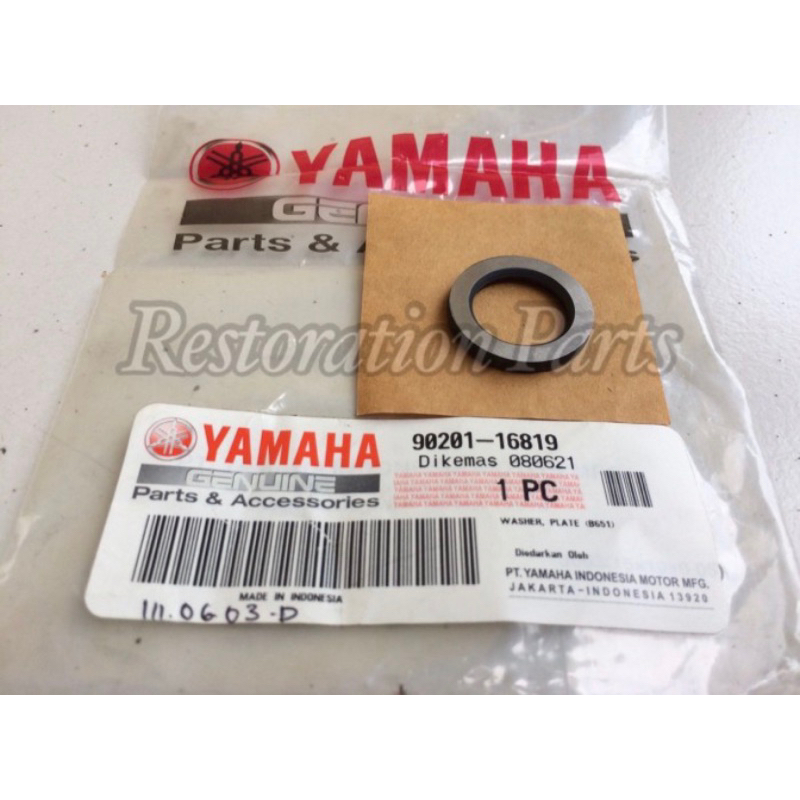 YAMAHA
GENUINE
Parts & A
Restoration Parts
YAMAHA
GENUINE
Parts & Accessories
90201-16819
Dikemas 080621
1 PC
WASHER, PLATE (B651)
Diedarkan Oleh
PT. YAMAHA INDONESIA MOTOR MFG.
JAKARTA-INDONESIA 13920
MADE IN INDONESIA
111.0603-D